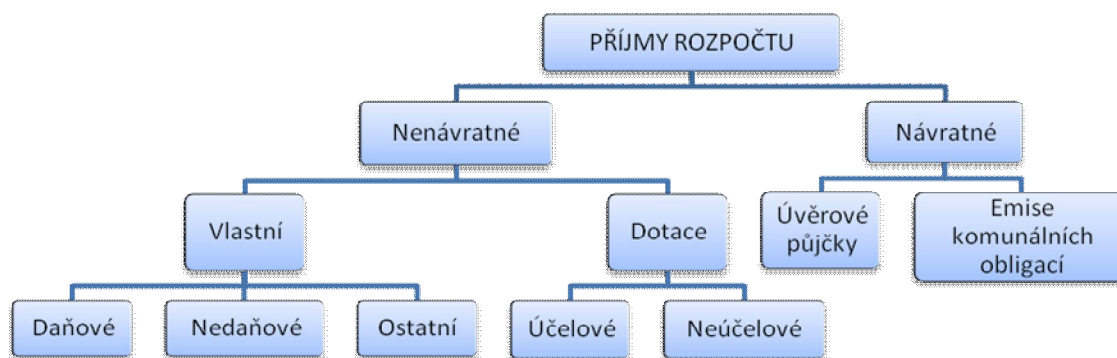 PŘÍJMY ROZPOČTU
Nenávratné
Návratné
Vlastní
Dotace
Úvěrové
půjčky
Emise
komunálních
obligací
Daňové
Nedaňové
Ostatní
Účelové
Neúčelové